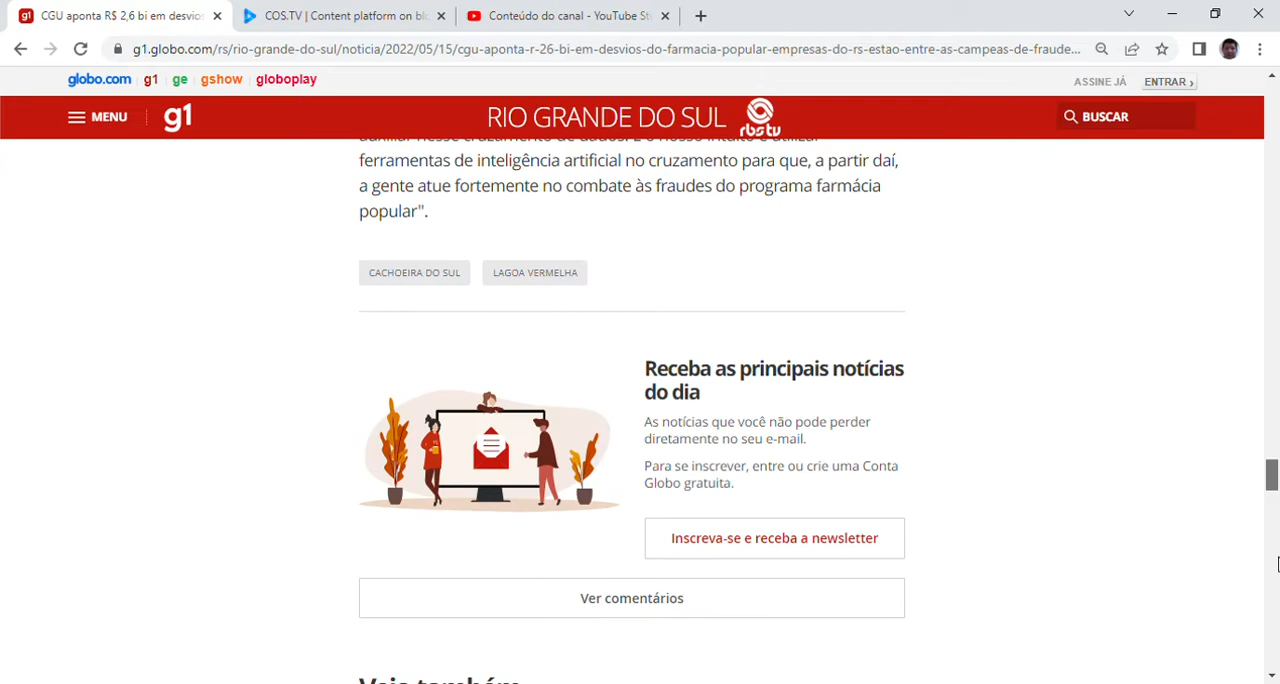 CGU aponta R$ 2,6 bi em desvios
COS.TV | Content platform on blo
Conteúdo do canal - YouTube St
g1.globo.com/rs/rio-grande-do-sul/noticia/2022/05/15/cgu-aponta-r-26-bi-em-desvios-do-farmacia-popular-empresas-do-rs-estao-entre-as-campeas-de-fraude...
globo.com g1 ge gshow globoplay
ASSINE JÁ ENTRAR ›
MENU g1 RIO GRANDE DO SUL rbs tv BUSCAR
ferramentas de inteligência artificial no cruzamento para que, a partir daí,
a gente atue fortemente no combate às fraudes do programa farmácia
popular".
CACHOEIRA DO SUL LAGOA VERMELHA
Receba as principais notícias
do dia
As notícias que você não pode perder
diretamente no seu e-mail.
Para se inscrever, entre ou crie uma Conta
Globo gratuita.
Inscreva-se e receba a newsletter
Ver comentários